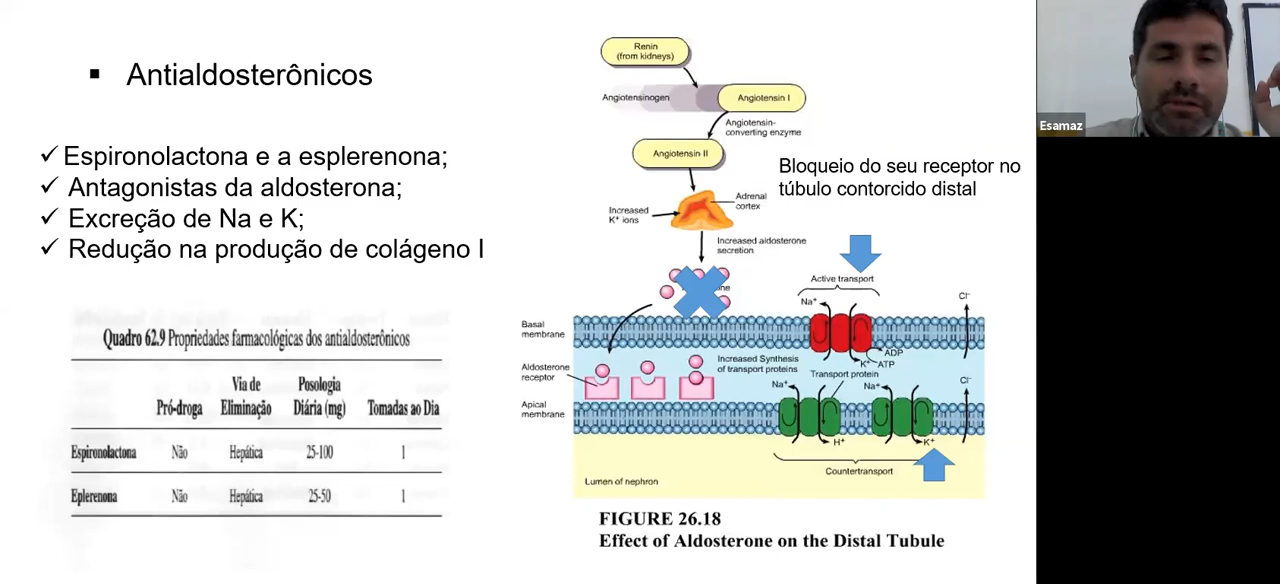 Antialdosterônicos
Espironolactona e a esplerenona;
Antagonistas da aldosterona;
Excreção de Na e K;
Redução na produção de colágeno I
Quadro 62.9 Propriedades farmacológicas dos antialdosterônicos
Pró-droga
Via de
Eliminação
Posologia
Diária (mg)
Tomadas ao Dia
Espironolactona Não Hepática 25-100 1
Eplerenona Não Hepática 25-50 1
Renin
(from kidneys)
Angiotensinogen
Angiotensin I
Angiotensin-
converting enzyme
Angiotensin II
Bloqueio do seu receptor no
túbulo contorcido distal
Adrenal
cortex
Increased
K+ ions
Increased aldosterone
secretion
Active transport
Na+
Cl-
Basal
membrane
ADP
K+
ATP
Increased Synthesis
of transport proteins
Transport protein
Aldosterone
receptor
Na+
Na+
Cl-
Apical
membrane
H+
K+
Countertransport
Lumen of nephron
FIGURE 26.18
Effect of Aldosterone on the Distal Tubule
Esamaz